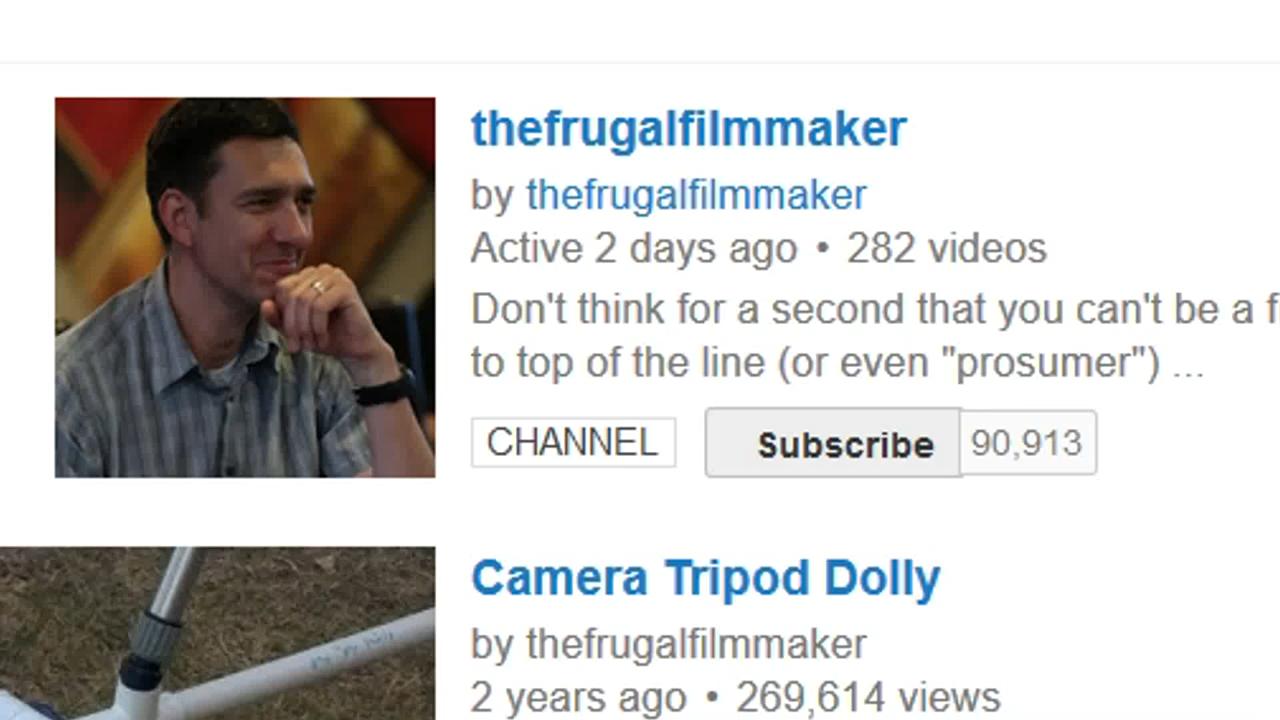 thefrugalfilmmaker
by thefrugalfilmmaker
Active 2 days ago • 282 videos
Don't think for a second that you can't be a f
to top of the line (or even "prosumer") ...
CHANNEL
Subscribe 90,913
Camera Tripod Dolly
by thefrugalfilmmaker
2 years ago • 269,614 views